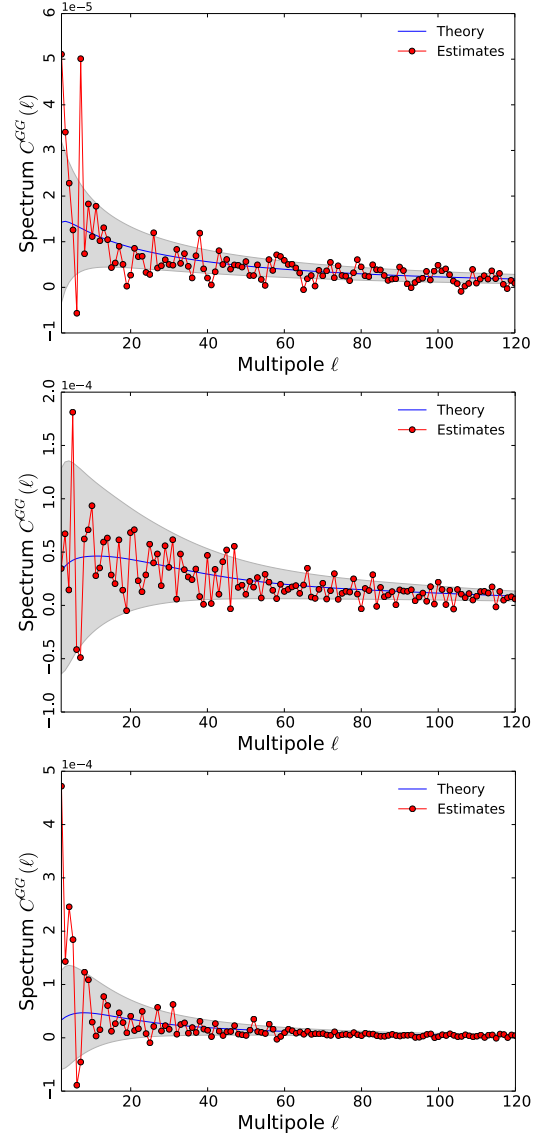 1e−5
6
5
4
3
2
1
0
−1
Spectrum C^{GG}(ℓ)
Theory
Estimates
20 40 60 80 100 120
Multipole ℓ
1e−4
2.0
1.5
1.0
0.5
0.0
−0.5
−1.0
Spectrum C^{GG}(ℓ)
Theory
Estimates
20 40 60 80 100 120
Multipole ℓ
1e−4
5
4
3
2
1
0
−1
Spectrum C^{GG}(ℓ)
Theory
Estimates
20 40 60 80 100 120
Multipole ℓ